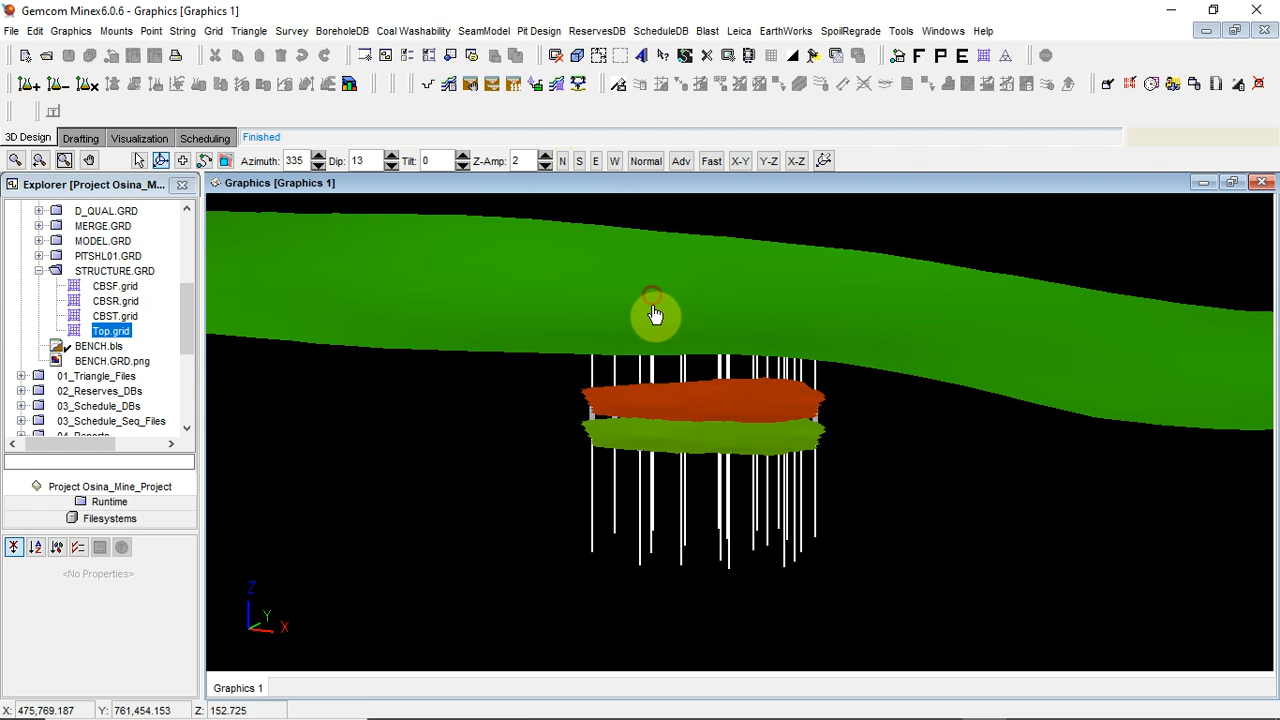 Gemcom Minex6.0.6 - Graphics [Graphics 1]
File Edit Graphics Mounts Point String Grid Triangle Survey BoreholeDB Coal Washability SeamModel Pit Design ReservesDB ScheduleDB Blast Leica EarthWorks SpoilRegrade Tools Windows Help
3D Design Drafting Visualization Scheduling Finished
Azimuth: 335 Dip: 13 Tilt: 0 Z-Amp: 2 N S E W Normal Adv Fast X-Y Y-Z X-Z
Explorer [Project Osina_M...
Graphics [Graphics 1]
D_QUAL.GRD
MERGE.GRD
MODEL.GRD
PITSHL01.GRD
STRUCTURE.GRD
CBSF.grid
CBSR.grid
CBST.grid
Top.grid
BENCH.bls
BENCH.GRD.png
01_Triangle_Files
02_Reserves_DBs
03_Schedule_DBs
03_Schedule_Seq_Files
04_Reports
Project Osina_Mine_Project
Runtime
Filesystems
<No Properties>
Z
Y
X
Graphics 1
X: 475,769.187 Y: 761,454.153 Z: 152.725